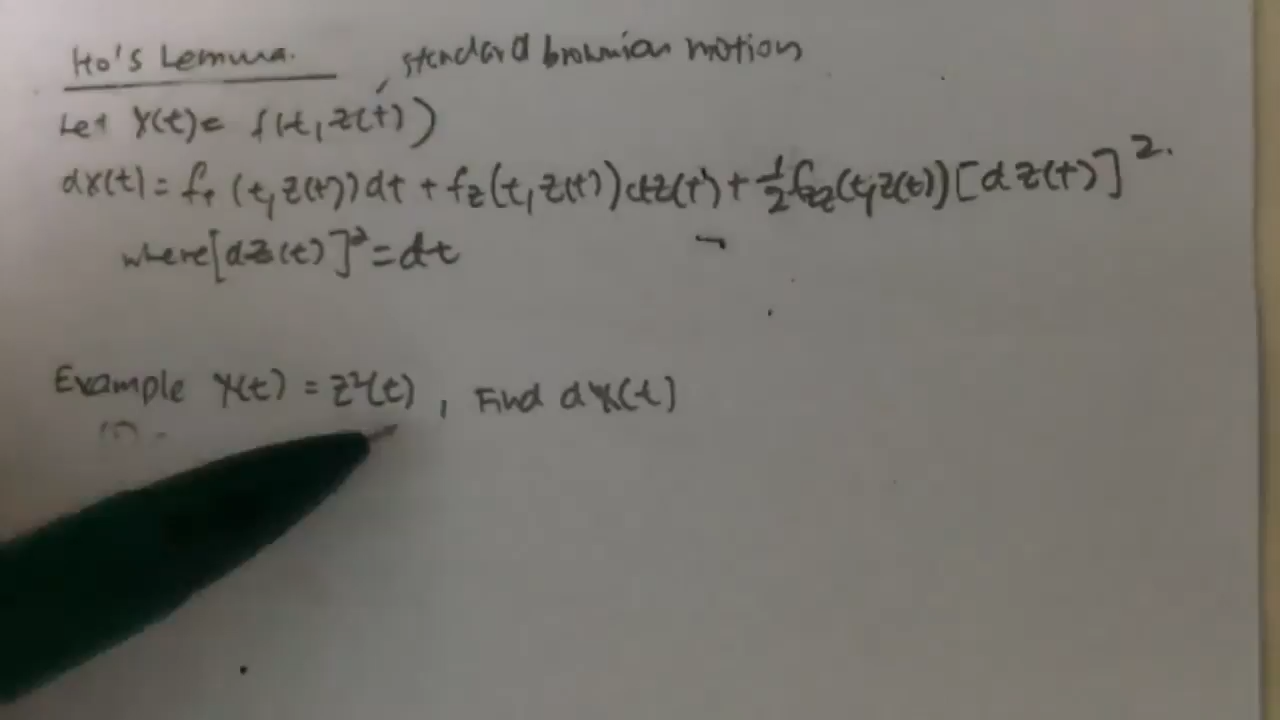 Ito's Lemma.
standard brownian motion
Let X(t) = f(t, z(t))
dX(t) = f_t (t, z(t)) dt + f_z (t, z(t)) dz(t) + 1/2 f_zz (t, z(t)) [dz(t)]².
where [dz(t)]² = dt
Example X(t) = z²(t), Find dX(t)